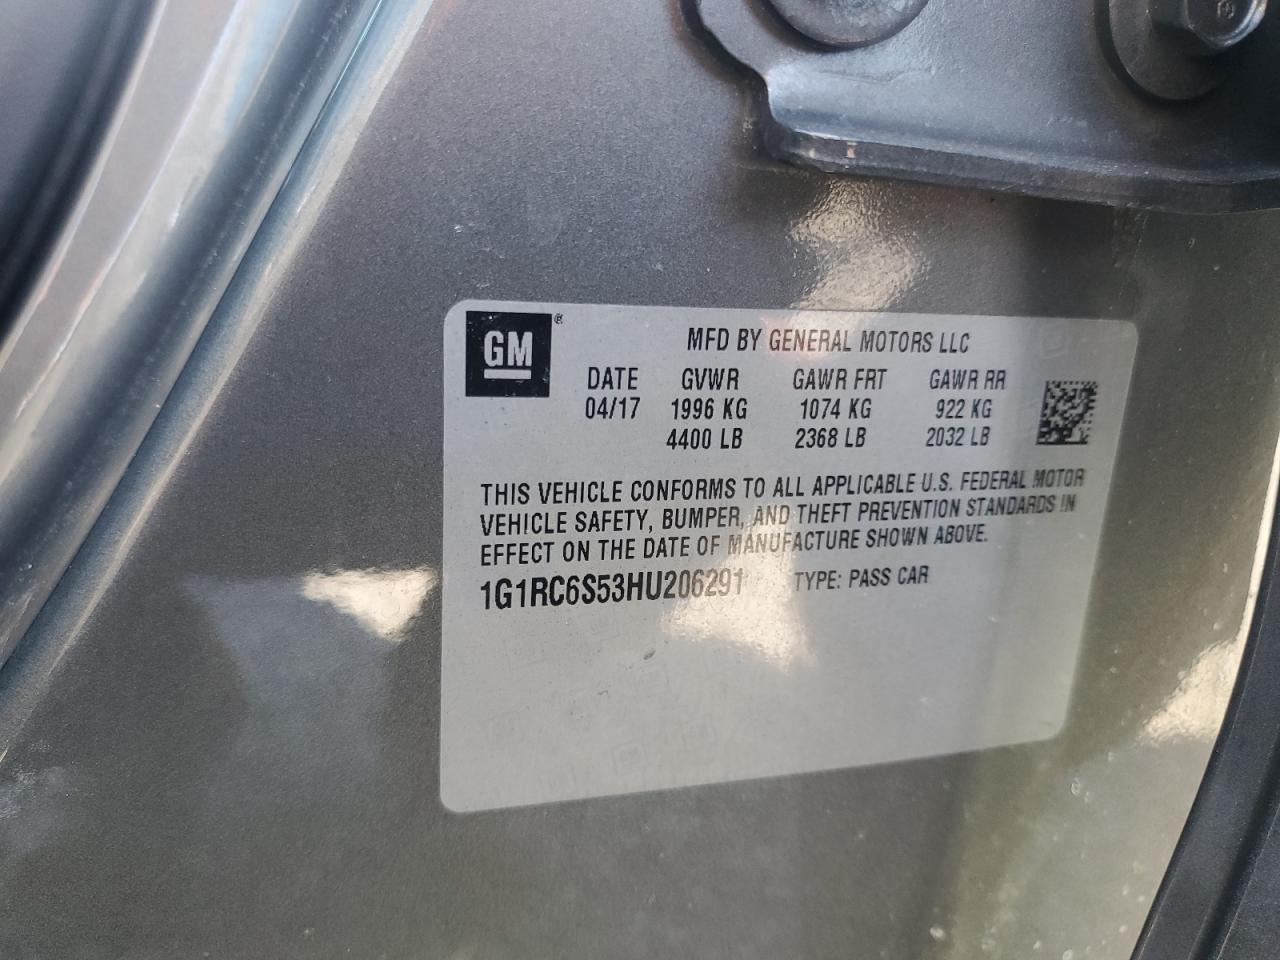 GM®
MFD BY GENERAL MOTORS LLC
DATE GVWR GAWR FRT GAWR RR
04/17 1996 KG 1074 KG 922 KG
4400 LB 2368 LB 2032 LB
THIS VEHICLE CONFORMS TO ALL APPLICABLE U.S. FEDERAL MOTOR
VEHICLE SAFETY, BUMPER, AND THEFT PREVENTION STANDARDS IN
EFFECT ON THE DATE OF MANUFACTURE SHOWN ABOVE.
1G1RC6S53HU206291 TYPE: PASS CAR